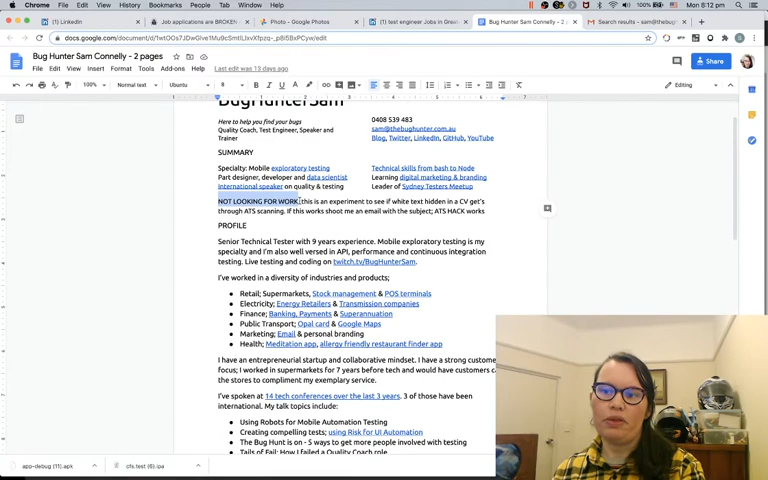 Chrome File Edit View History Bookmarks People Tab Window Help
100% Mon 8:12 pm
LinkedIn
Job applications are BROKEN
Photo - Google Photos
(1) test engineer Jobs in Great
Bug Hunter Sam Connelly - 2 p
Search results - sam@thebugh
Bug Hunter Sam Connelly - 2 pages
File Edit View Insert Format Tools Add-ons Help
Last edit was 13 days ago
Share
100% Normal text Ubuntu 8
Editing
BugHunterSam
Here to help you find your bugs
Quality Coach, Test Engineer, Speaker and
Trainer
0408 539 483
sam@thebughunter.com.au
Blog, Twitter, LinkedIn, GitHub, YouTube
SUMMARY
Specialty: Mobile exploratory testing
Part designer, developer and data scientist
International speaker on quality & testing
Technical skills from bash to Node
Learning digital marketing & branding
Leader of Sydney Testers Meetup
NOT LOOKING FOR WORK, this is an experiment to see if white text hidden in a CV get's
through ATS scanning. If this works shoot me an email with the subject; ATS HACK works
PROFILE
Senior Technical Tester with 9 years experience. Mobile exploratory testing is my
specialty and I'm also well versed in API, performance and continuous integration
testing. Live testing and coding on twitch.tv/BugHunterSam.
I've worked in a diversity of industries and products;
● Retail; Supermarkets, Stock management & POS terminals
● Electricity; Energy Retailers & Transmission companies
● Finance; Banking, Payments & Superannuation
● Public Transport; Opal card & Google Maps
● Marketing; Email & personal branding
● Health; Meditation app, allergy friendly restaurant finder app
I have an entrepreneurial startup and collaborative mindset. I have a strong custome
focus; I worked in supermarkets for 7 years before tech and would have customers c
the stores to compliment my exemplary service.
I've spoken at 14 tech conferences over the last 3 years. 3 of those have been
international. My talk topics include:
● Using Robots for Mobile Automation Testing
● Creating compelling tests; using Risk for UI Automation
● The Bug Hunt is on - 5 ways to get more people involved with testing
● Tails of Fail: How I failed a Quality Coach role
app-debug (11).apk
cfs.test (6).ipa